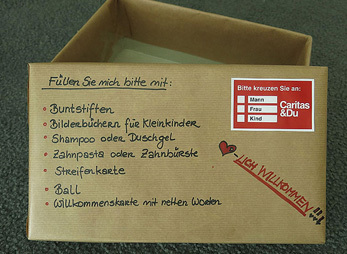 Füllen Sie mich bitte mit:
Buntstiften
Bilderbüchern für Kleinkinder
Shampoo oder Duschgel
Zahnpasta oder Zahnbürste
Streifenkarte
Ball
Willkommenskarte mit netten Worten
Bitte kreuzen Sie an:
Mann
Frau
Kind
Caritas
&Du
-LICH WILLKOMMEN!!!